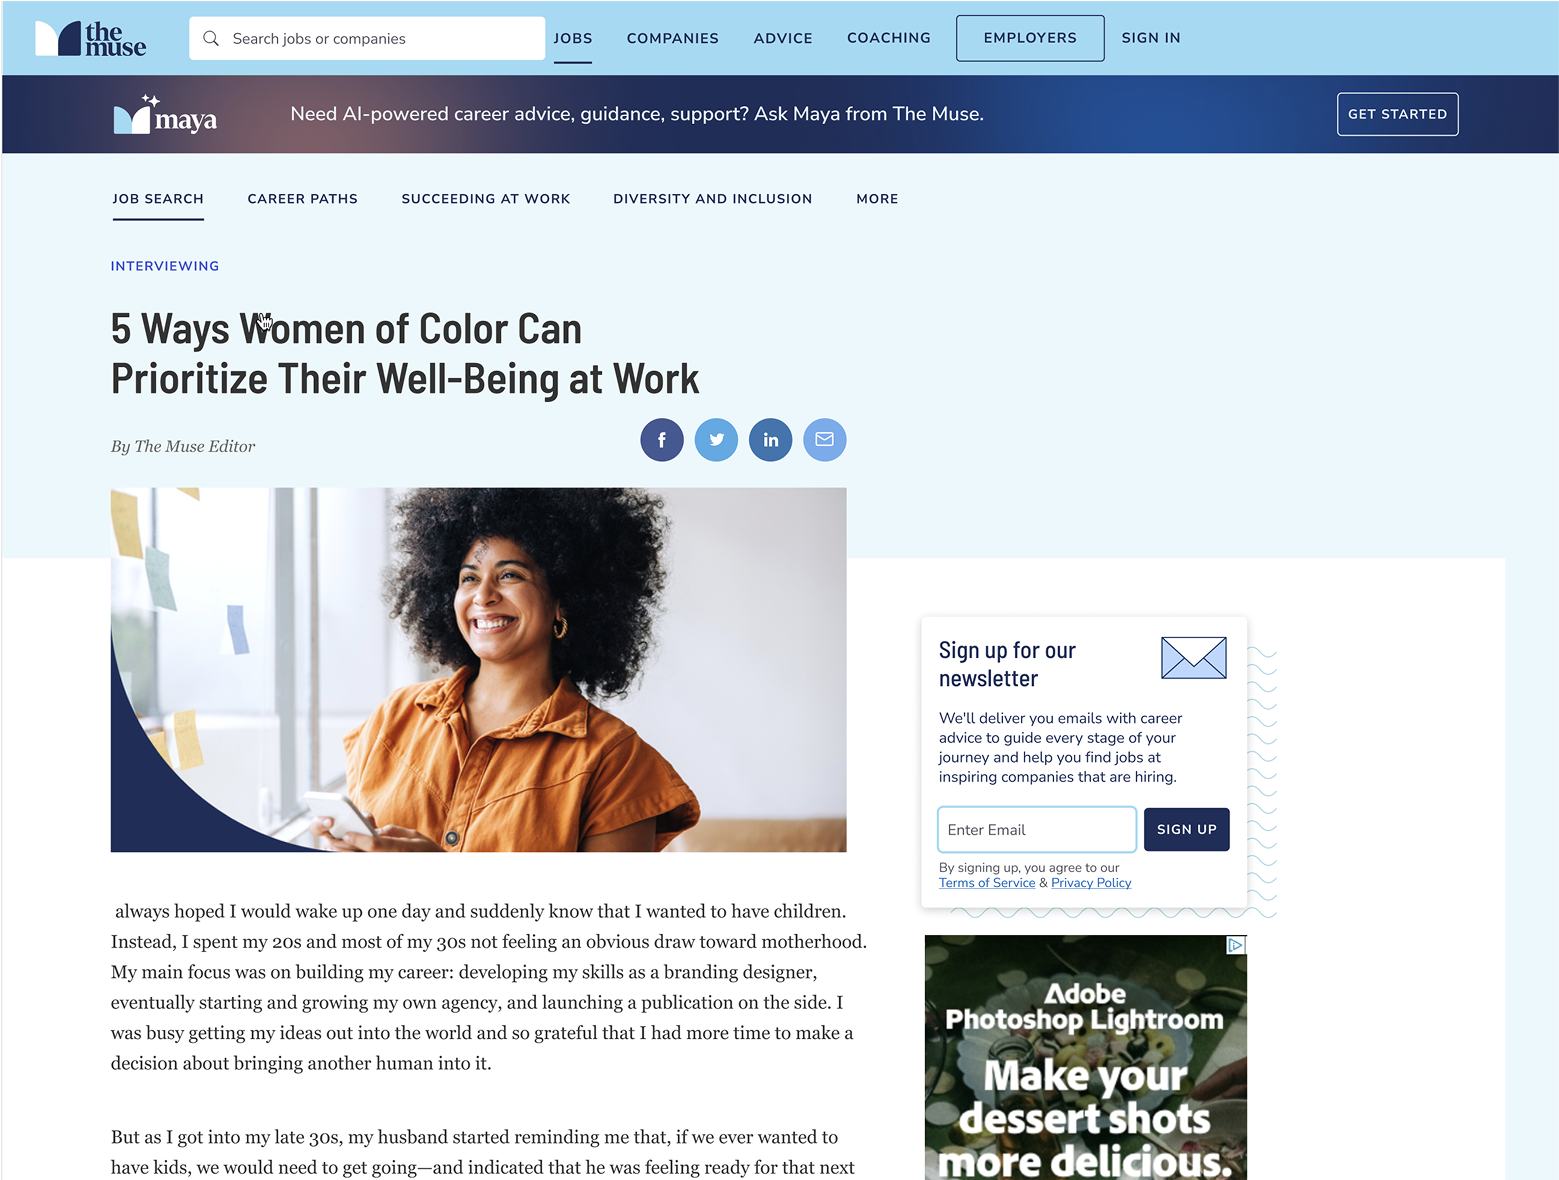 the muse
Search jobs or companies
JOBS
COMPANIES
ADVICE
COACHING
EMPLOYERS
SIGN IN
maya
Need AI-powered career advice, guidance, support? Ask Maya from The Muse.
GET STARTED
JOB SEARCH
CAREER PATHS
SUCCEEDING AT WORK
DIVERSITY AND INCLUSION
MORE
INTERVIEWING
5 Ways Women of Color Can
Prioritize Their Well-Being at Work
By The Muse Editor
f
in
always hoped I would wake up one day and suddenly know that I wanted to have children.
Instead, I spent my 20s and most of my 30s not feeling an obvious draw toward motherhood.
My main focus was on building my career: developing my skills as a branding designer,
eventually starting and growing my own agency, and launching a publication on the side. I
was busy getting my ideas out into the world and so grateful that I had more time to make a
decision about bringing another human into it.
But as I got into my late 30s, my husband started reminding me that, if we ever wanted to
have kids, we would need to get going—and indicated that he was feeling ready for that next
Sign up for our
newsletter
We'll deliver you emails with career
advice to guide every stage of your
journey and help you find jobs at
inspiring companies that are hiring.
Enter Email
SIGN UP
By signing up, you agree to our
Terms of Service & Privacy Policy
Adobe
Photoshop Lightroom
Make your
dessert shots
more delicious.